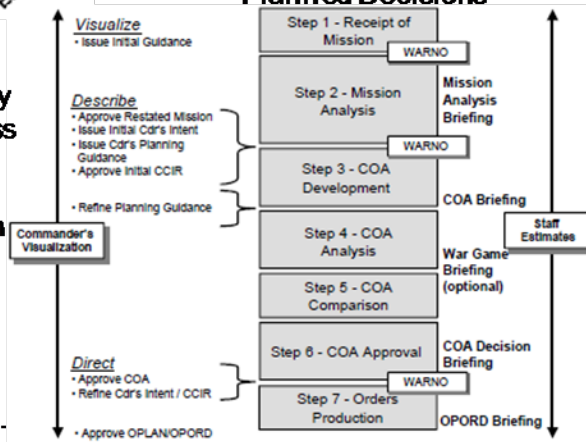 Planned Decisions
Visualize
• Issue Initial Guidance
Describe
• Approve Restated Mission
• Issue Initial Cdr's Intent
• Issue Cdr's Planning
Guidance
• Approve Initial CCIR
• Refine Planning Guidance
Commander's
Visualization
Direct
• Approve COA
• Refine Cdr's Intent / CCIR
• Approve OPLAN/OPORD
Step 1 - Receipt of
Mission
WARNO
Step 2 - Mission
Analysis
WARNO
Step 3 - COA
Development
Step 4 - COA
Analysis
Step 5 - COA
Comparison
Step 6 - COA Approval
WARNO
Step 7 - Orders
Production
Mission
Analysis
Briefing
COA Briefing
War Game
Briefing
(optional)
COA Decision
Briefing
OPORD Briefing
Staff
Estimates